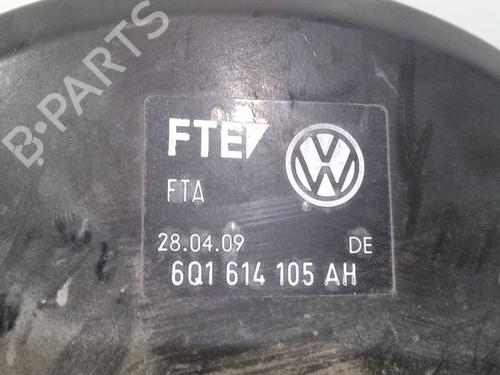 B-PARTS
FTE
FTA
28.04.09 DE
6Q1 614 105 AH